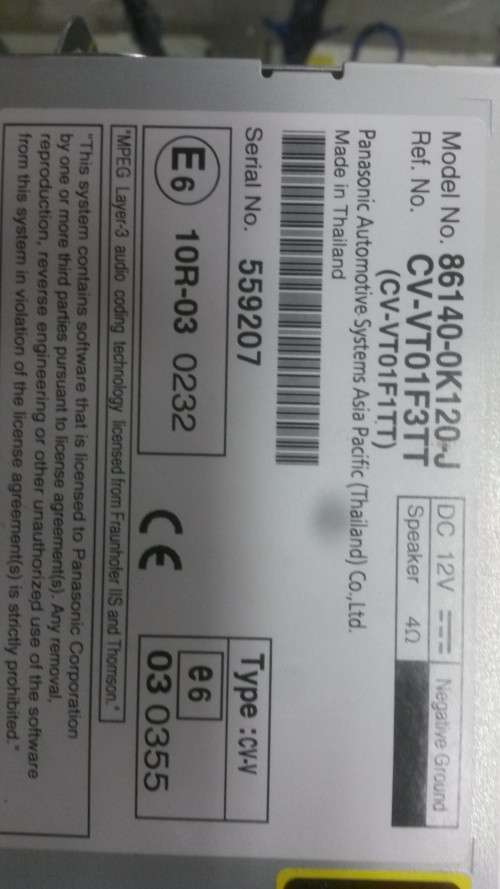 Model No. 86140-0K120-J
Ref. No. CV-VT01F3TT
(CV-VT01F1TT)
DC 12V Negative Ground
Speaker 4Ω
Panasonic Automotive Systems Asia Pacific (Thailand) Co.,Ltd.
Made in Thailand
Serial No. 559207
E6 10R-03 0232
CE
Type :CV-V
e6
03 0355
"MPEG Layer-3 audio coding technology licensed from Fraunhofer IIS and Thomson."
"This system contains software that is licensed to Panasonic Corporation
by one or more third parties pursuant to license agreement(s). Any removal,
reproduction, reverse engineering or other unauthorized use of the software
from this system in violation of the license agreement(s) is strictly prohibited."